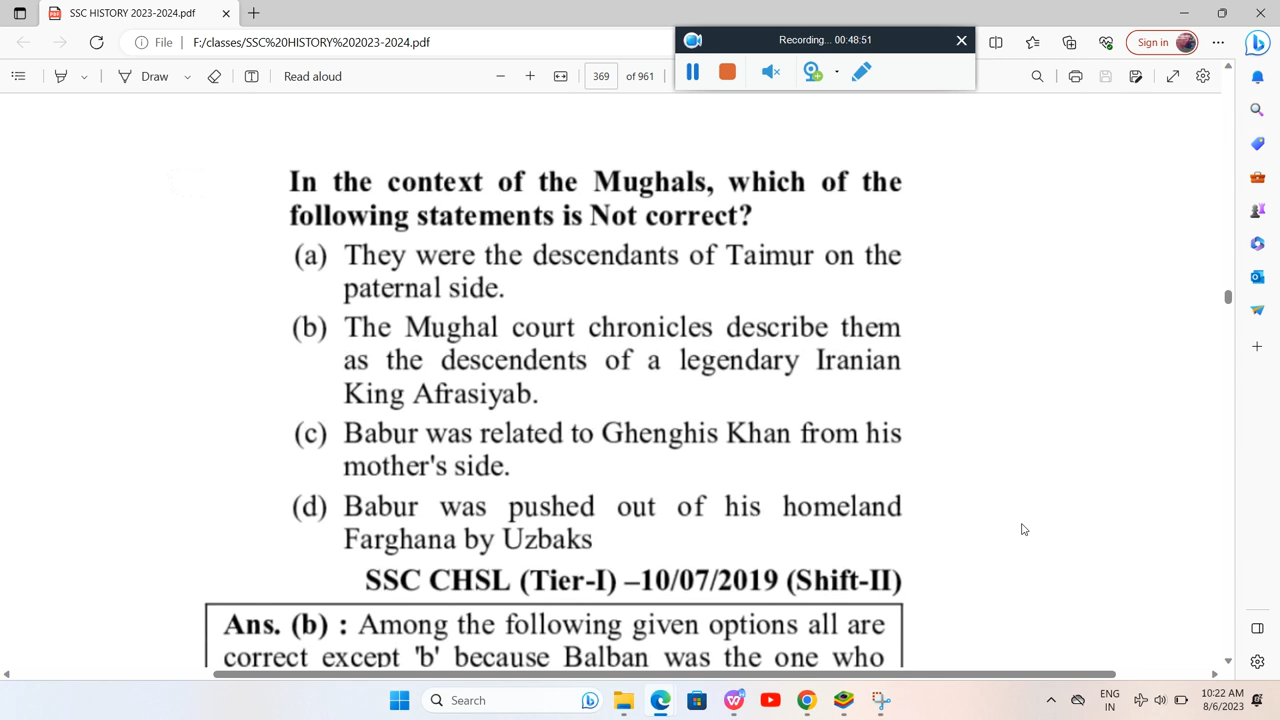 SSC HISTORY 2023-2024.pdf
File
F:/classes/SSC%20HISTORY%202023-2024.pdf
Recording... 00:48:51
Sign in
Draw
Read aloud
369 of 961
In the context of the Mughals, which of the
following statements is Not correct?
(a) They were the descendants of Taimur on the
paternal side.
(b) The Mughal court chronicles describe them
as the descendents of a legendary Iranian
King Afrasiyab.
(c) Babur was related to Ghenghis Khan from his
mother's side.
(d) Babur was pushed out of his homeland
Farghana by Uzbaks
SSC CHSL (Tier-I) –10/07/2019 (Shift-II)
Ans. (b) : Among the following given options all are
correct except 'b' because Balban was the one who
Search
ENG
IN
10:22 AM
8/6/2023